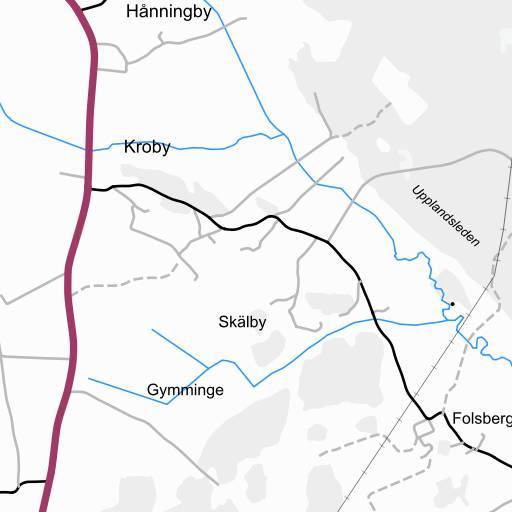 Hånningby
Kroby
Upplandsleden
Skälby
Gymminge
Folsberg